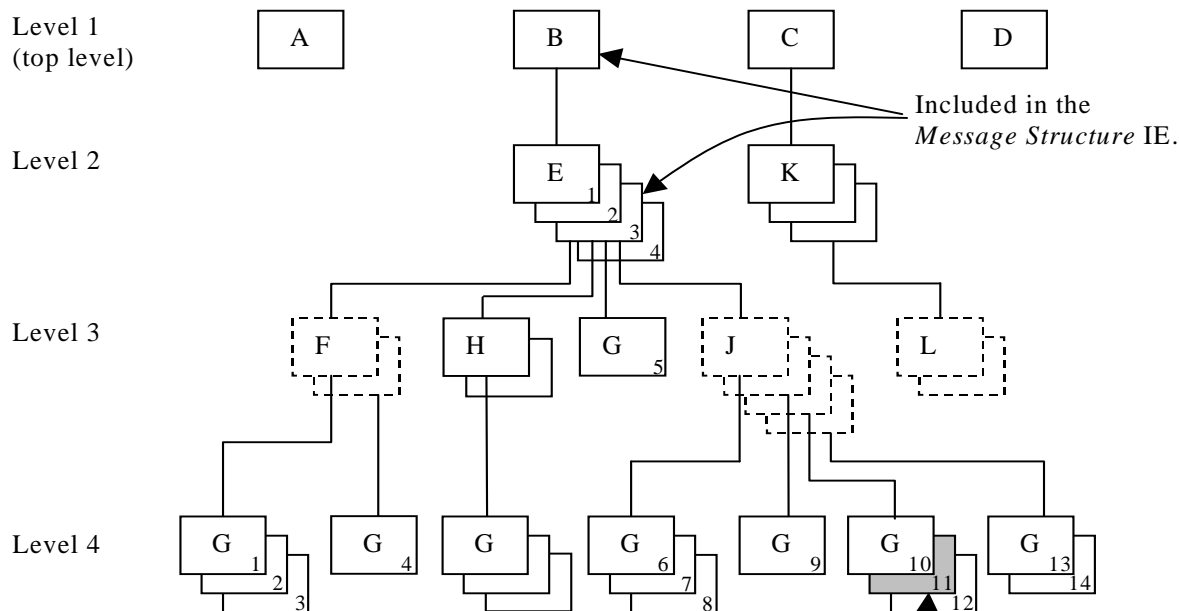 Level 1
(top level)
A
B
C
D
Included in the
Message Structure IE.
Level 2
E
1
2
3
4
K
Level 3
F
H
G
5
J
L
Level 4
G
1
2
3
G
4
G
G
6
7
8
G
9
G
10
11
12
G
13
14